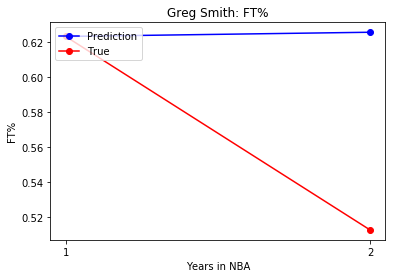 Greg Smith: FT%
Prediction
True
0.62
0.60
0.58
0.56
0.54
0.52
FT%
1
2
Years in NBA